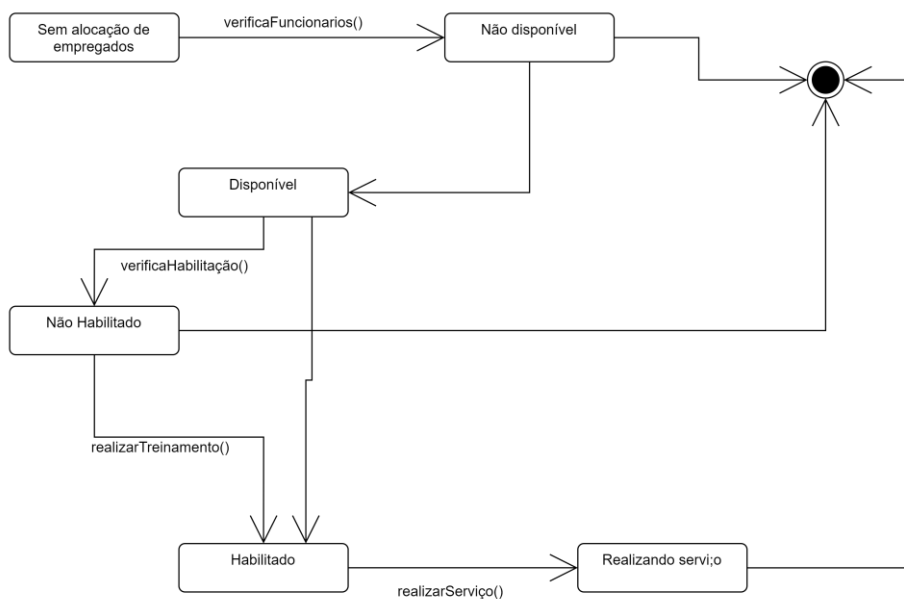 Sem alocação de
empregados
verificaFuncionarios()
Não disponível
Disponível
verificaHabilitação()
Não Habilitado
realizarTreinamento()
Habilitado
realizarServiço()
Realizando servi;o